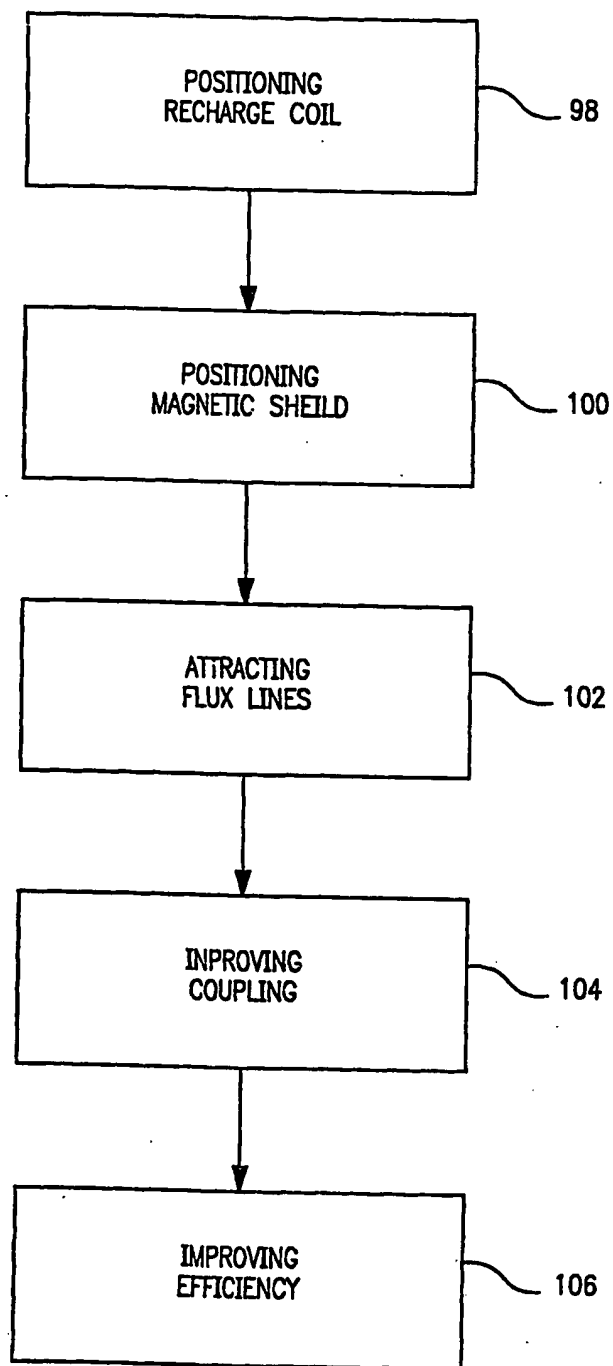 POSITIONING
RECHARGE COIL
98
POSITIONING
MAGNETIC SHEILD
100
ATTRACTING
FLUX LINES
102
INPROVING
COUPLING
104
IMPROVING
EFFICIENCY
106